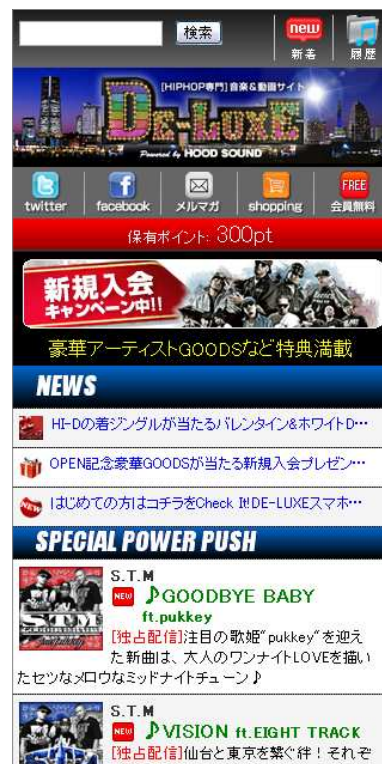 検索
new
新着
履歴
[HIPHOP専門]音楽&動画サイト
DE-LUXE
Powered by HOOD SOUND
twitter
facebook
メルマガ
shopping
FREE
会員無料
保有ポイント: 300pt
新規入会
キャンペーン中!!
豪華アーティストGOODSなど特典満載
NEWS
HI-Dの着ジングルが当たるバレンタイン&ホワイトD…
OPEN記念豪華GOODSが当たる新規入会プレゼン…
NEW はじめての方はコチラをCheck It!DE-LUXEスマホ…
SPECIAL POWER PUSH
S.T.M
NEW ♪GOODBYE BABY
ft.pukkey
[独占配信]注目の歌姫"pukkey"を迎え
た新曲は、大人のワンナイトLOVEを描い
たセツなメロウなミッドナイトチューン♪
S.T.M
NEW ♪VISION ft.EIGHT TRACK
[独占配信]仙台と東京を繋ぐ絆!それぞ